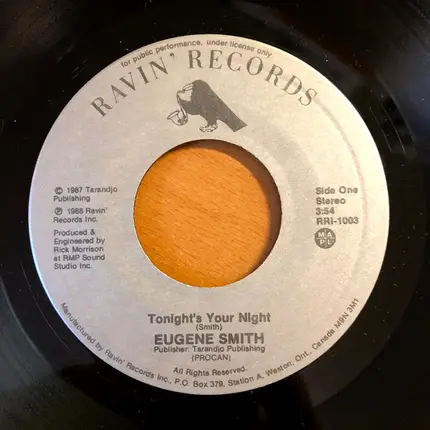 for public performance, under license only
RAVIN' RECORDS
© 1987 Tarandjo
Publishing
℗ 1988 Ravin'
Records Inc.
Produced &
Engineered by
Rick Morrison
at RMP Sound
Studio Inc.
Side One
Stereo
3:54
RRI-1003
M A
P L
Tonight's Your Night
(Smith)
EUGENE SMITH
Publisher: Tarandjo Publishing
(PROCAN)
All Rights Reserved.
Manufactured by Ravin' Records Inc., P.O. Box 379, Station A, Weston, Ont. Canada M9N 3M1